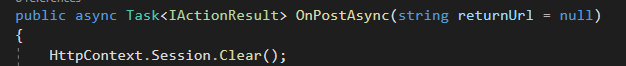 public async Task<IActionResult> OnPostAsync(string returnUrl = null)
{
HttpContext.Session.Clear();